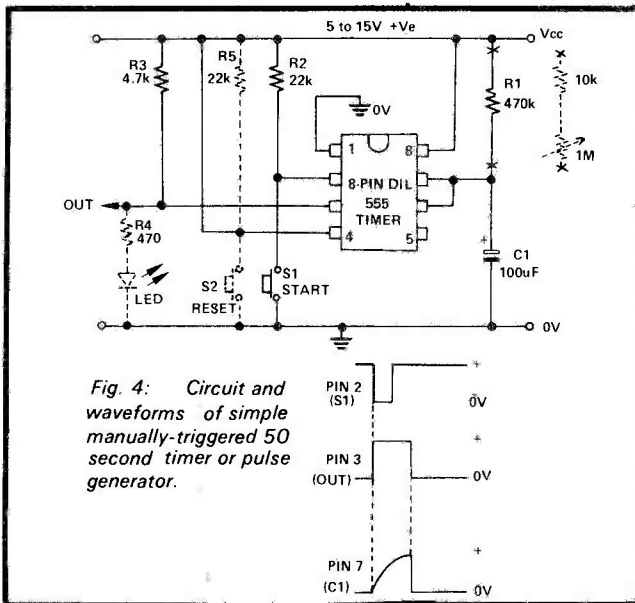 5 to 15V +Ve
Vcc
R3
4.7k
R5
22k
R2
22k
0V
R1
470k
10k
1M
1
8
8-PIN DIL
555
TIMER
4
5
OUT
R4
470
LED
S2
RESET
S1
START
+
C1
100uF
0V
Fig. 4: Circuit and
waveforms of simple
manually-triggered 50
second timer or pulse
generator.
PIN 2
(S1)
+
0V
PIN 3
(OUT)
+
0V
PIN 7
(C1)
+
0V